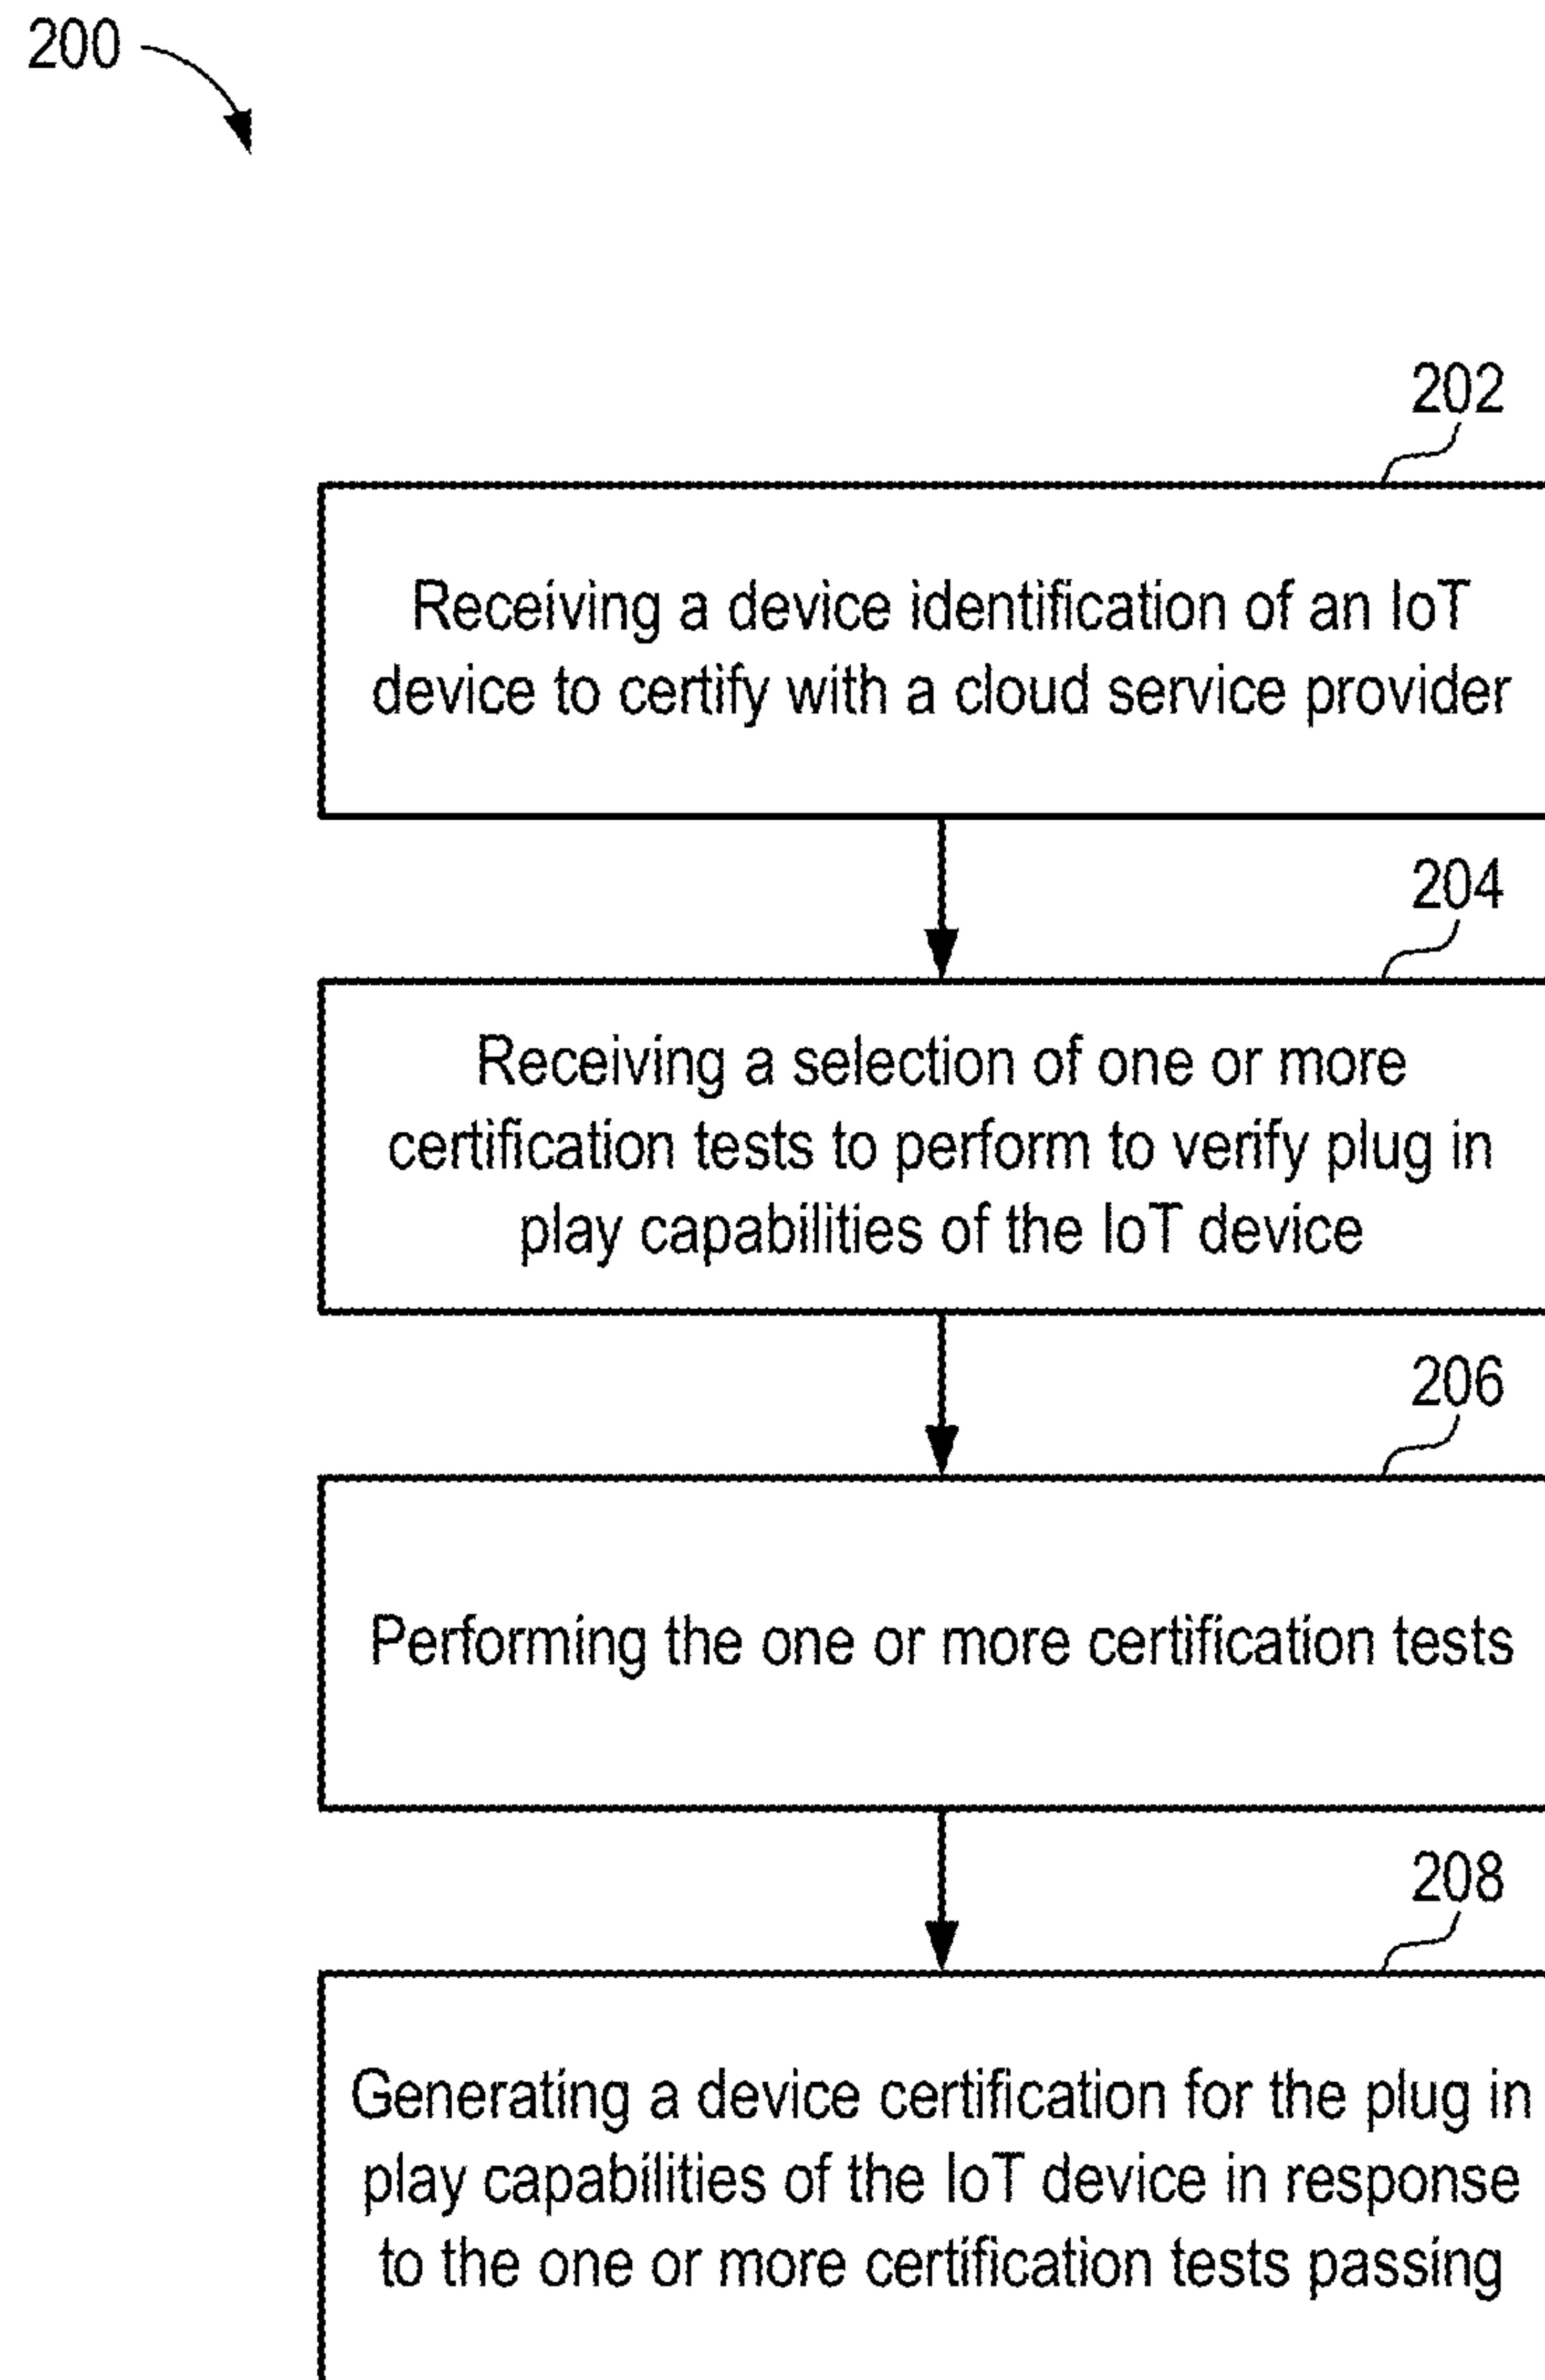 200
202
Receiving a device identification of an IoT
device to certify with a cloud service provider
204
Receiving a selection of one or more
certification tests to perform to verify plug in
play capabilities of the IoT device
206
Performing the one or more certification tests
208
Generating a device certification for the plug in
play capabilities of the IoT device in response
to the one or more certification tests passing